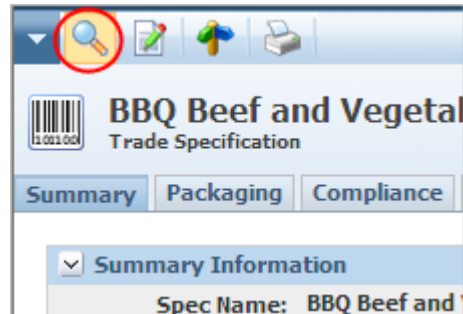 BBQ Beef and Vegetal
Trade Specification
Summary Packaging Compliance
Summary Information
Spec Name: BBQ Beef and